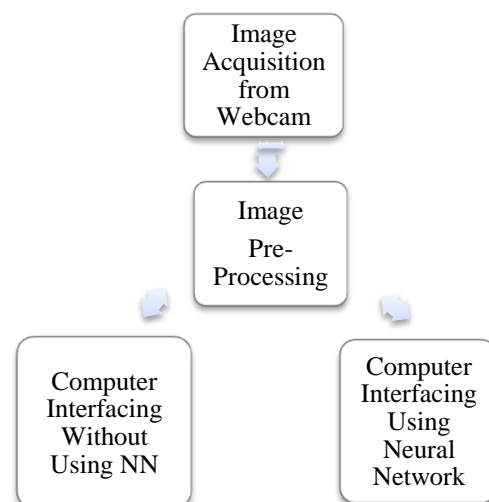 Image
Acquisition
from
Webcam
Image
Pre-
Processing
Computer
Interfacing
Without
Using NN
Computer
Interfacing
Using
Neural
Network